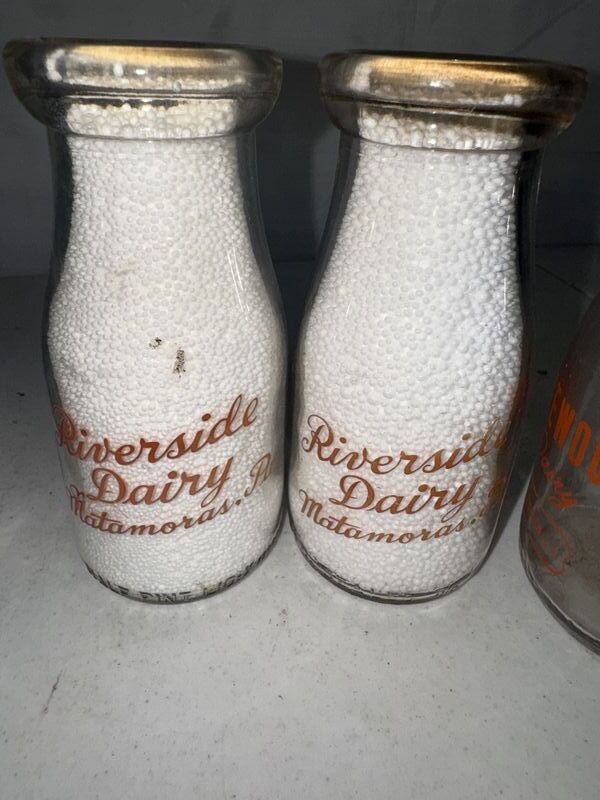 Riverside
Dairy
Matamoras, Pa.
Riverside
Dairy
Matamoras,